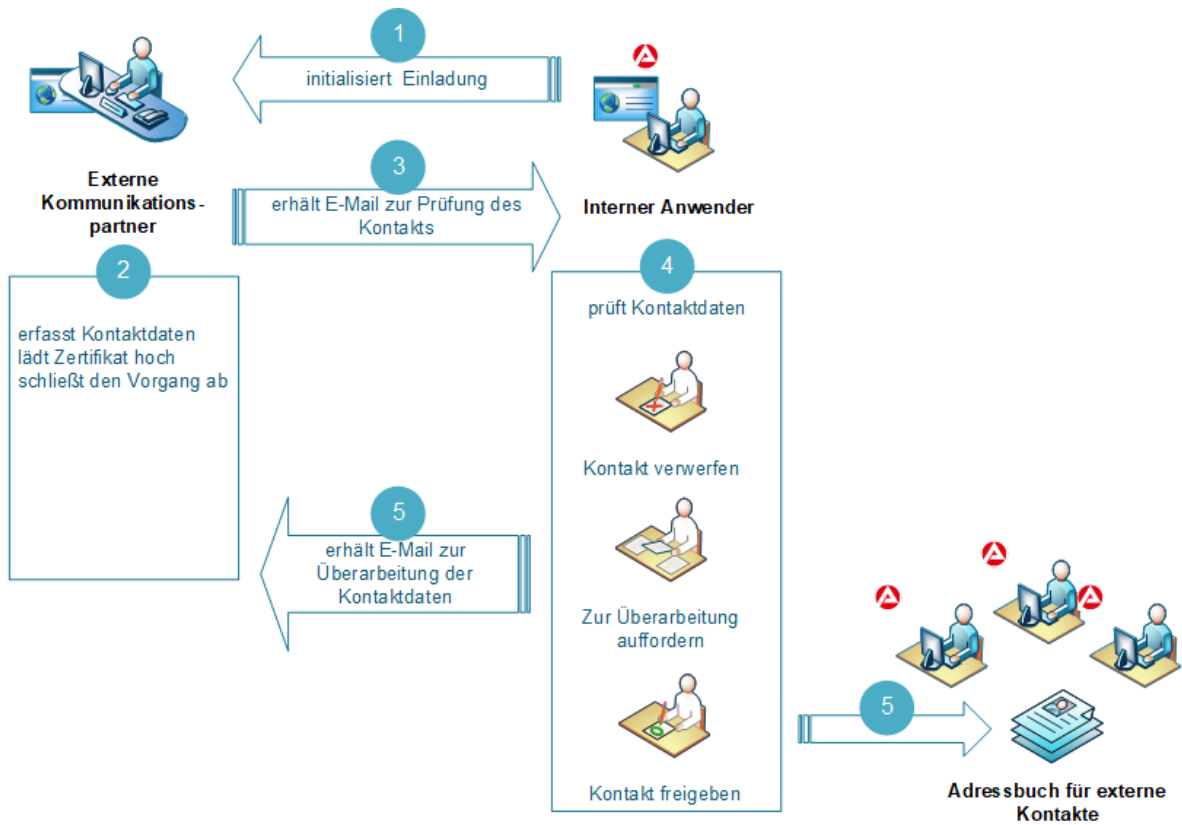 1
initialisiert Einladung
Externe
Kommunikations-
partner
3
erhält E-Mail zur Prüfung des
Kontakts
Interner Anwender
2
erfasst Kontaktdaten
lädt Zertifikat hoch
schließt den Vorgang ab
4
prüft Kontaktdaten
Kontakt verwerfen
5
erhält E-Mail zur
Überarbeitung der
Kontaktdaten
Zur Überarbeitung
auffordern
Kontakt freigeben
5
Adressbuch für externe
Kontakte